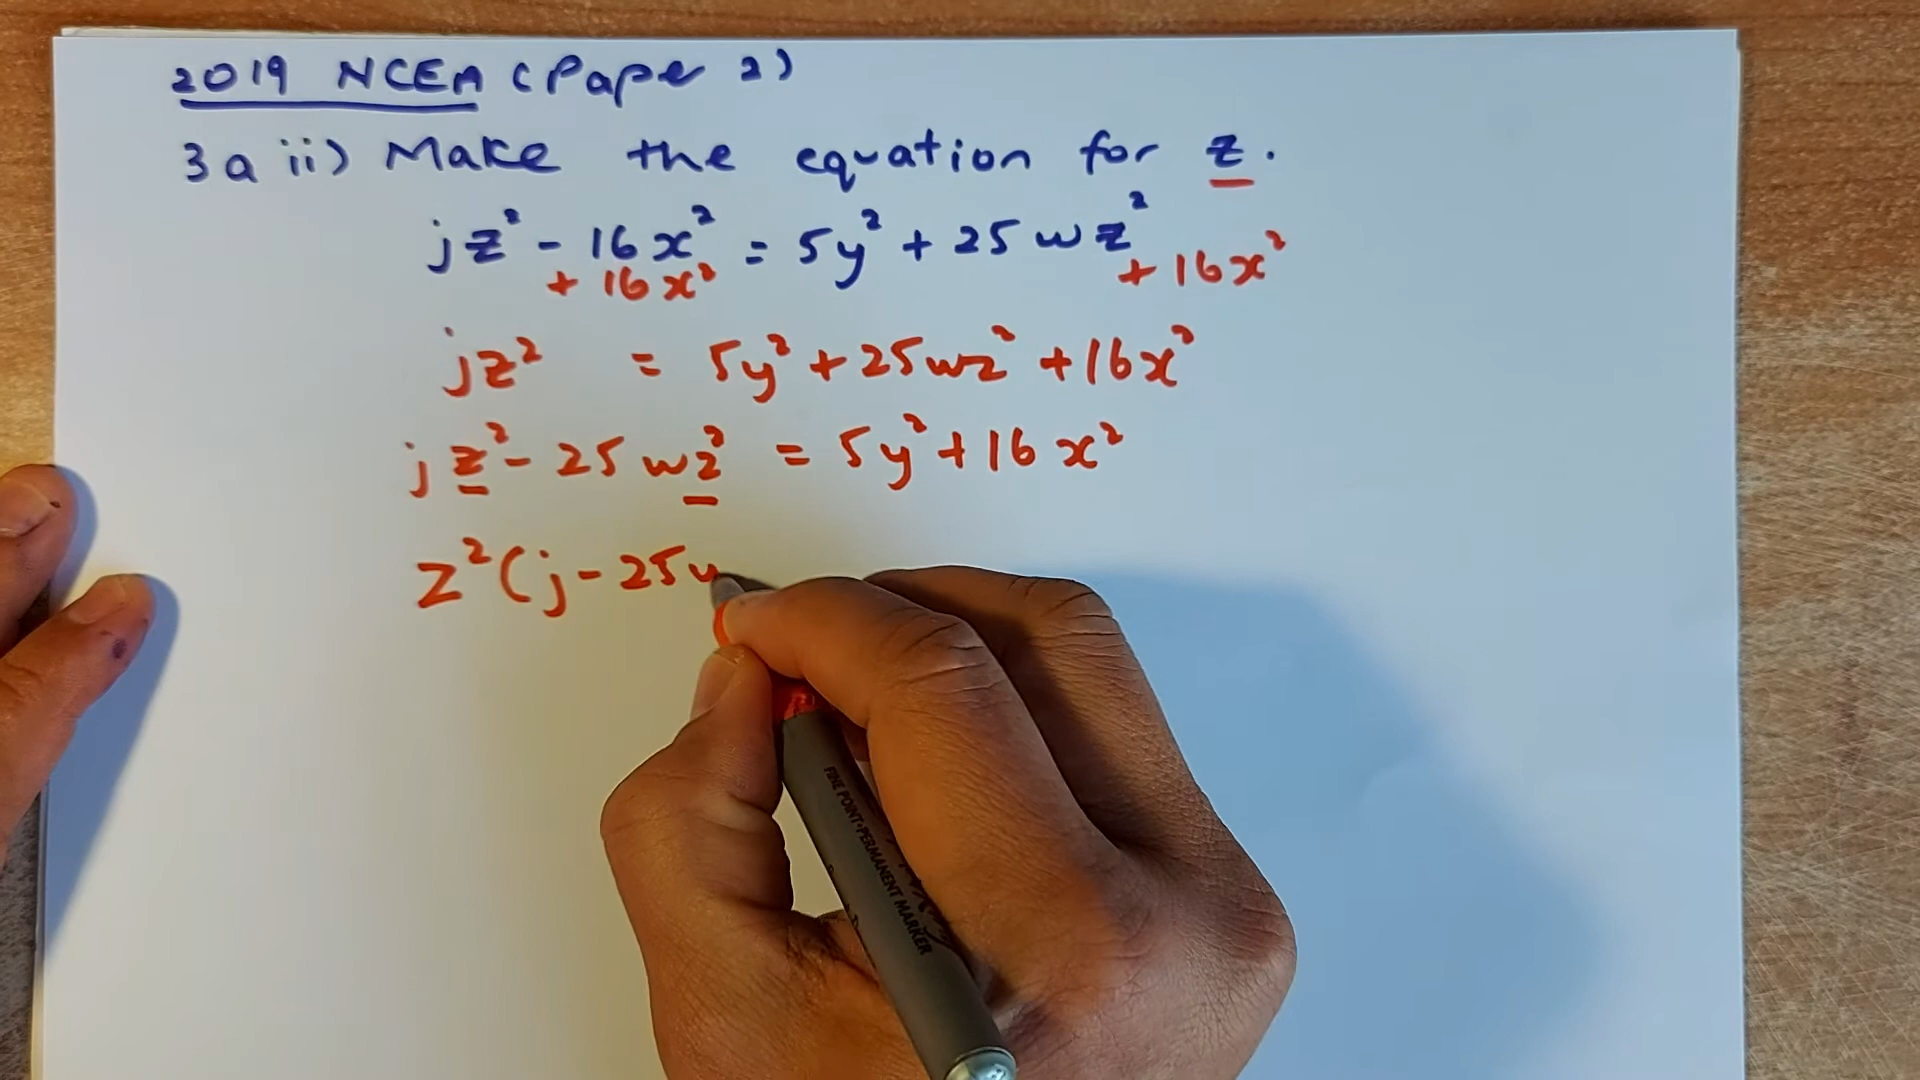 2019 NCEA (Paper 2)
3a ii) Make the equation for z.
jz² - 16x² = 5y² + 25wz²
+ 16x² + 16x²
jz² = 5y² + 25wz² + 16x²
jz² - 25wz² = 5y² + 16x²
z²(j - 25w
FINE POINT·PERMANENT MARKER